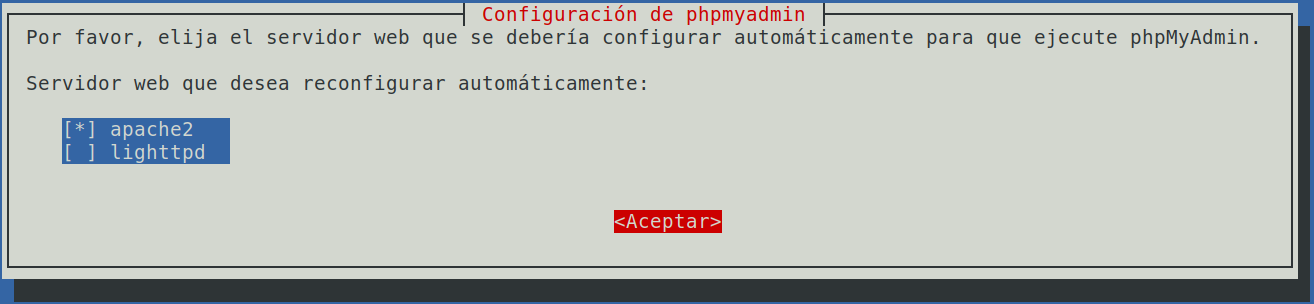 Configuración de phpmyadmin
Por favor, elija el servidor web que se debería configurar automáticamente para que ejecute phpMyAdmin.
Servidor web que desea reconfigurar automáticamente:
[*] apache2
[ ] lighttpd
<Aceptar>